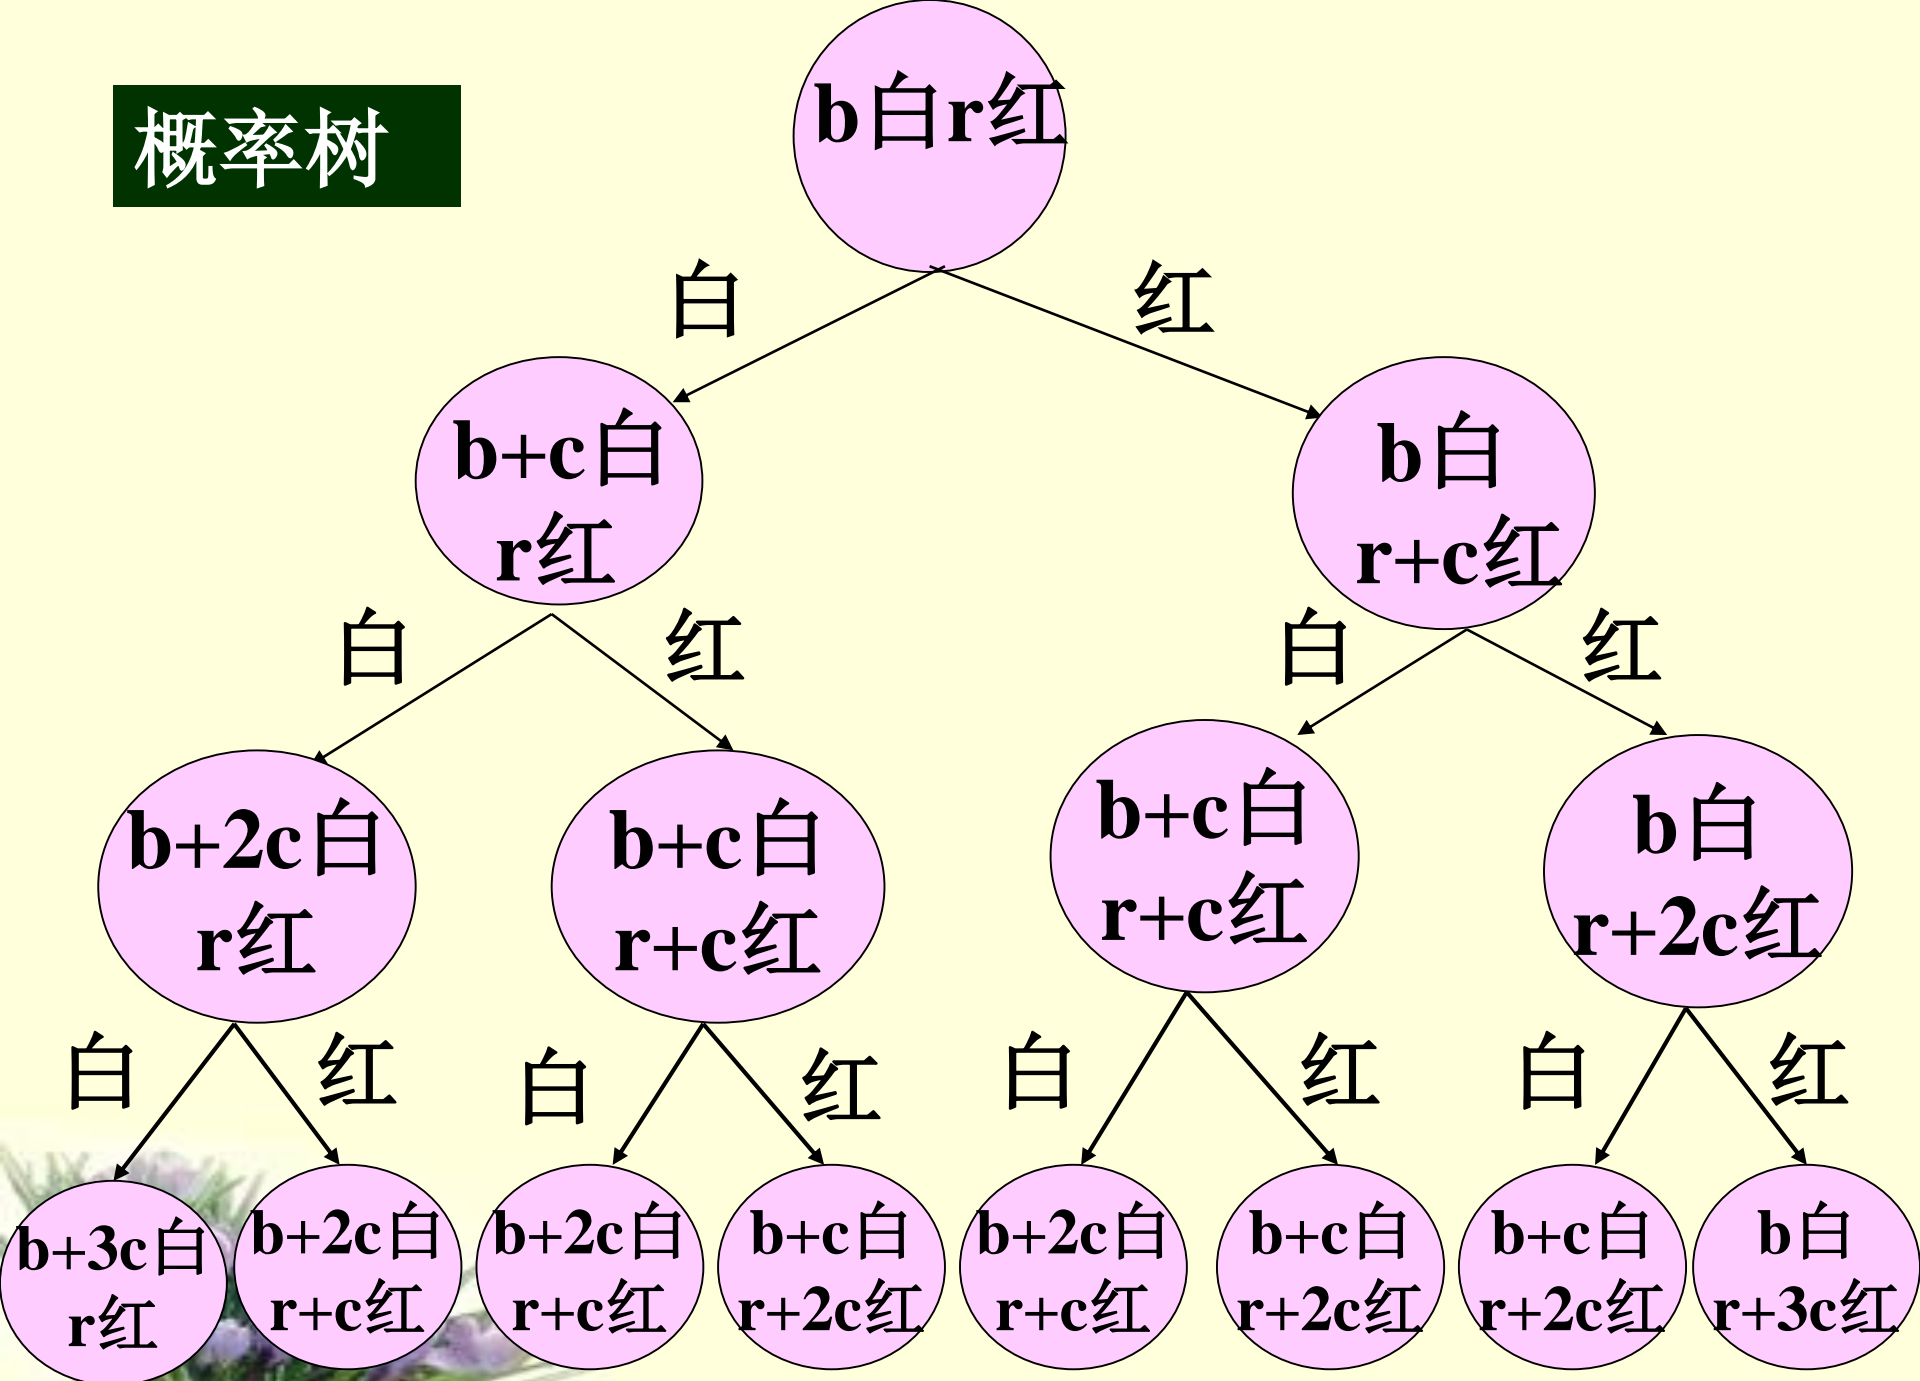 b白r红
概率树
白
红
b+c白
r红
b白
r+c红
白
红
白
红
b+2c白
r红
b+c白
r+c红
b+c白
r+c红
b白
r+2c红
白
红
白
红
白
红
白
红
b+3c白
r红
b+2c白
r+c红
b+2c白
r+c红
b+c白
r+2c红
b+2c白
r+c红
b+c白
r+2c红
b+c白
r+2c红
b白
r+3c红